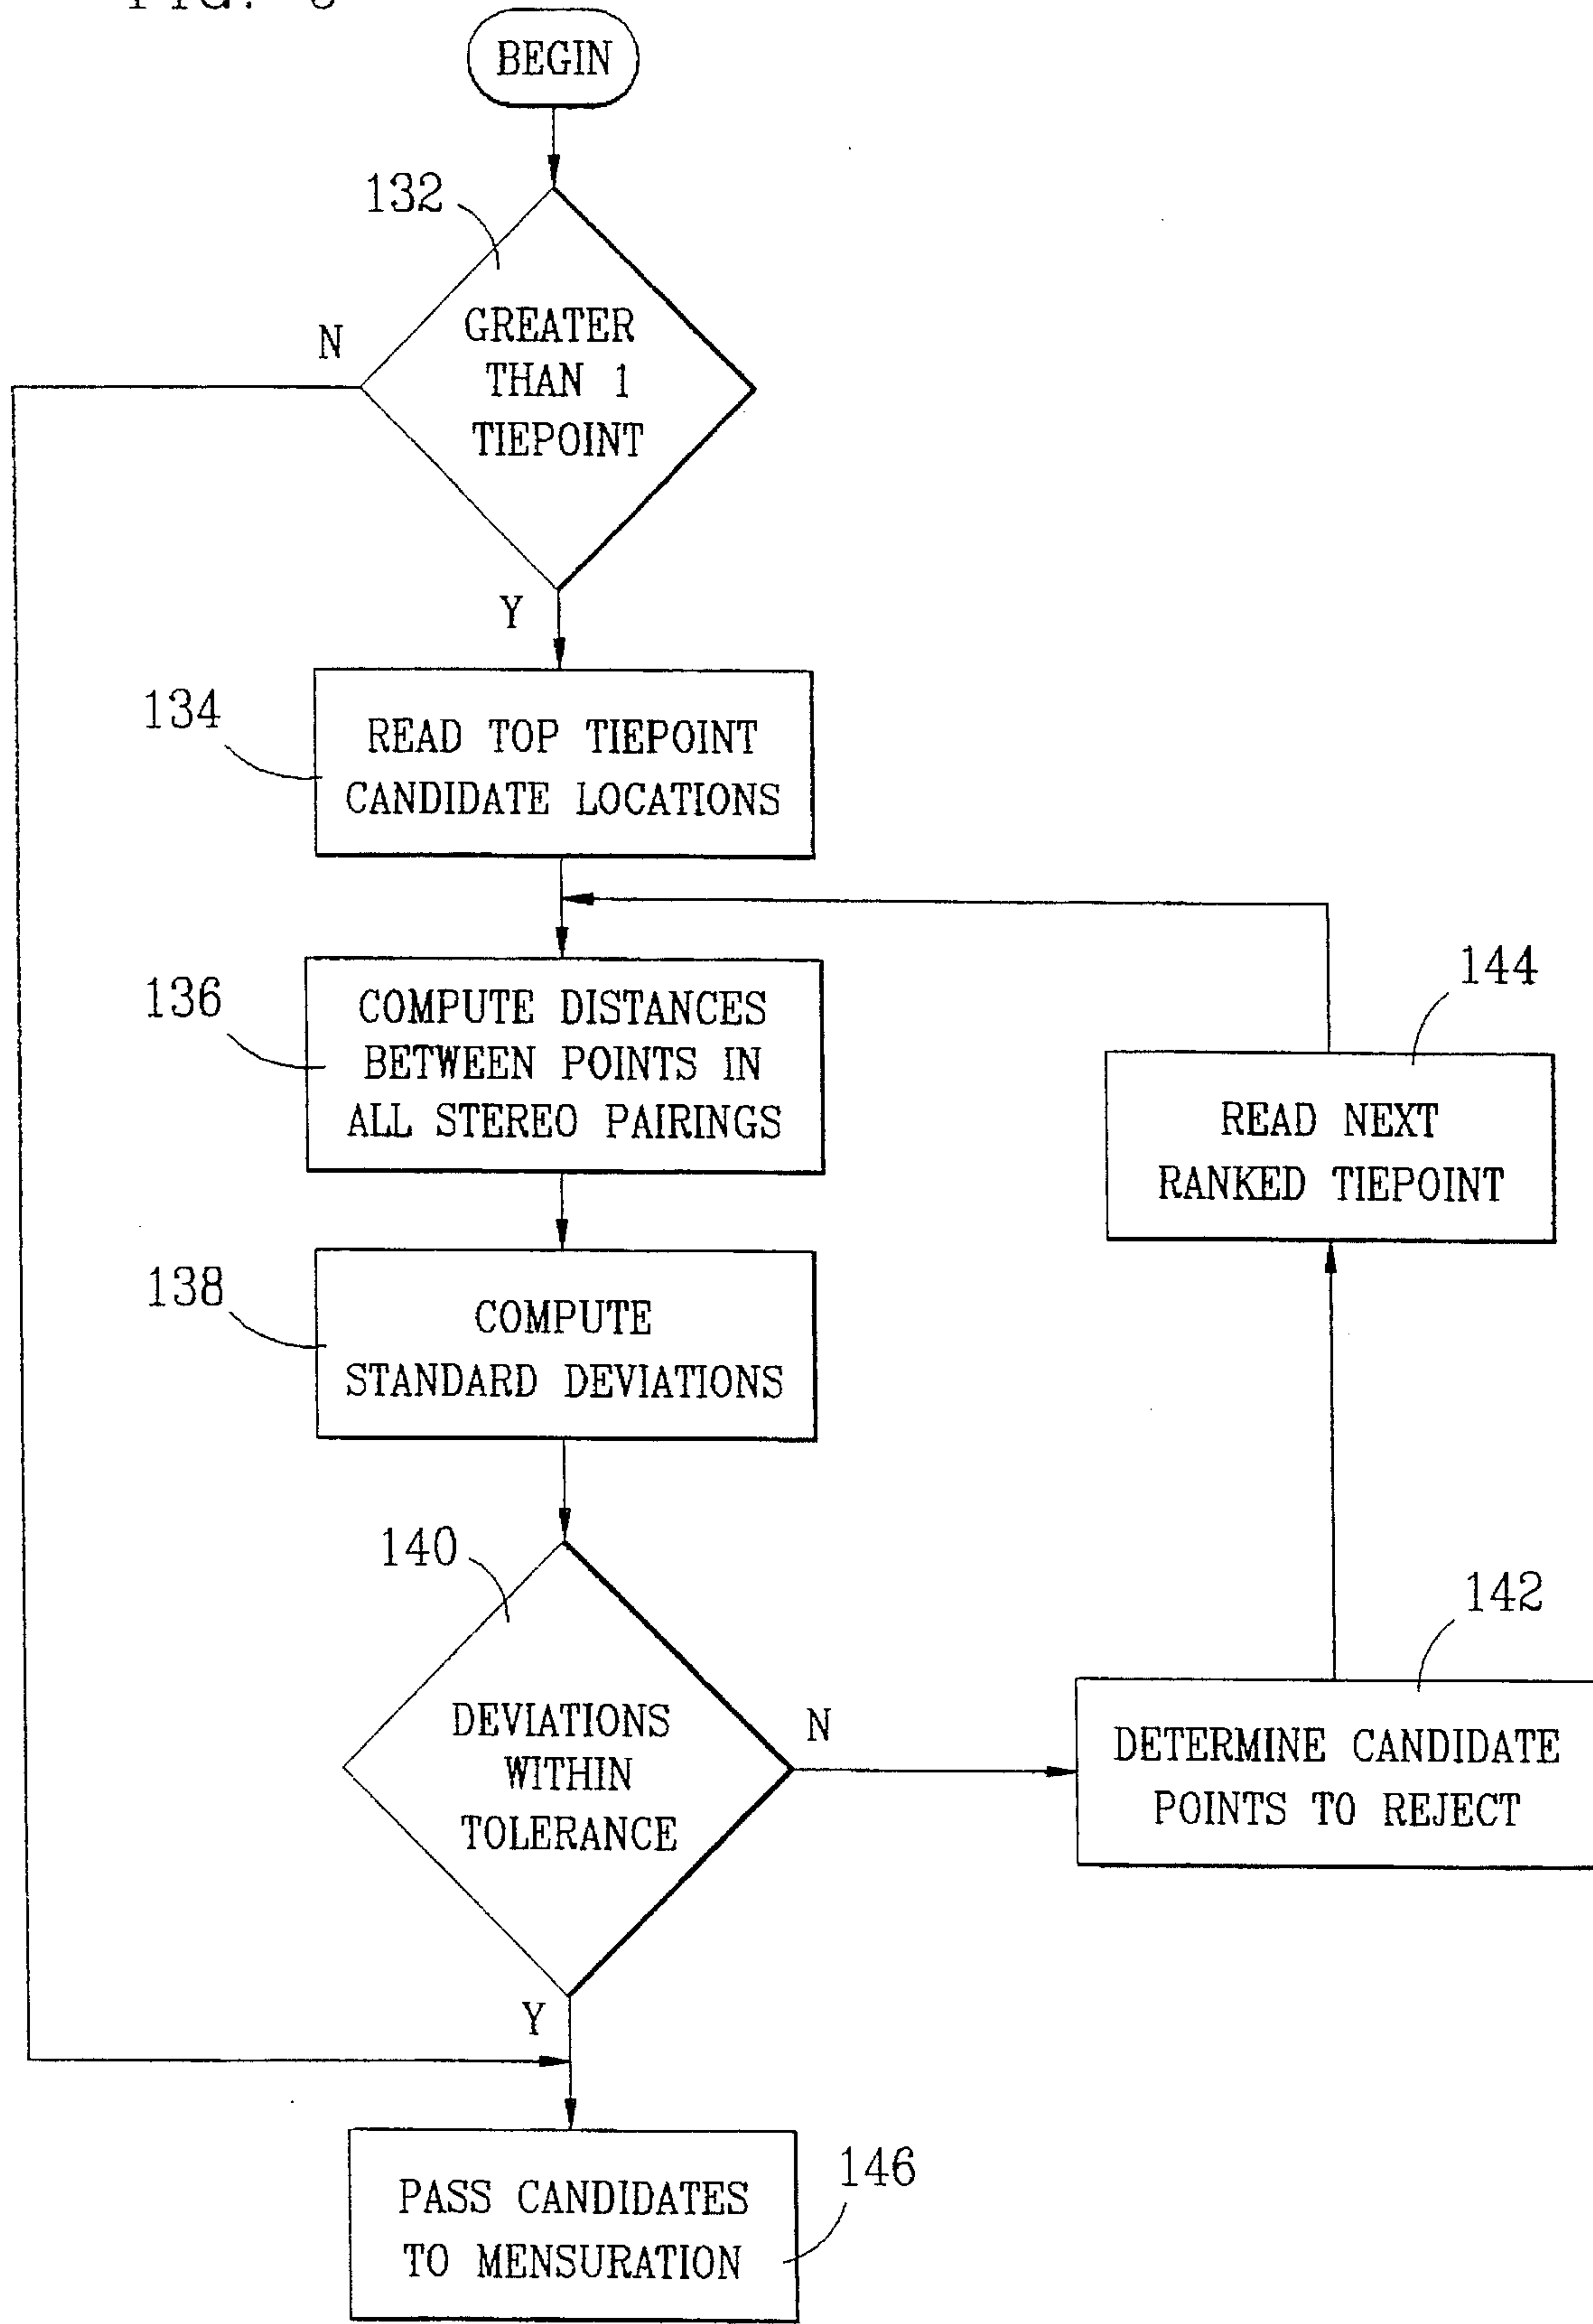 BEGIN
132
GREATER
THAN 1
TIEPOINT
N
Y
134
READ TOP TIEPOINT
CANDIDATE LOCATIONS
136
COMPUTE DISTANCES
BETWEEN POINTS IN
ALL STEREO PAIRINGS
144
READ NEXT
RANKED TIEPOINT
138
COMPUTE
STANDARD DEVIATIONS
140
DEVIATIONS
WITHIN
TOLERANCE
N
Y
142
DETERMINE CANDIDATE
POINTS TO REJECT
146
PASS CANDIDATES
TO MENSURATION